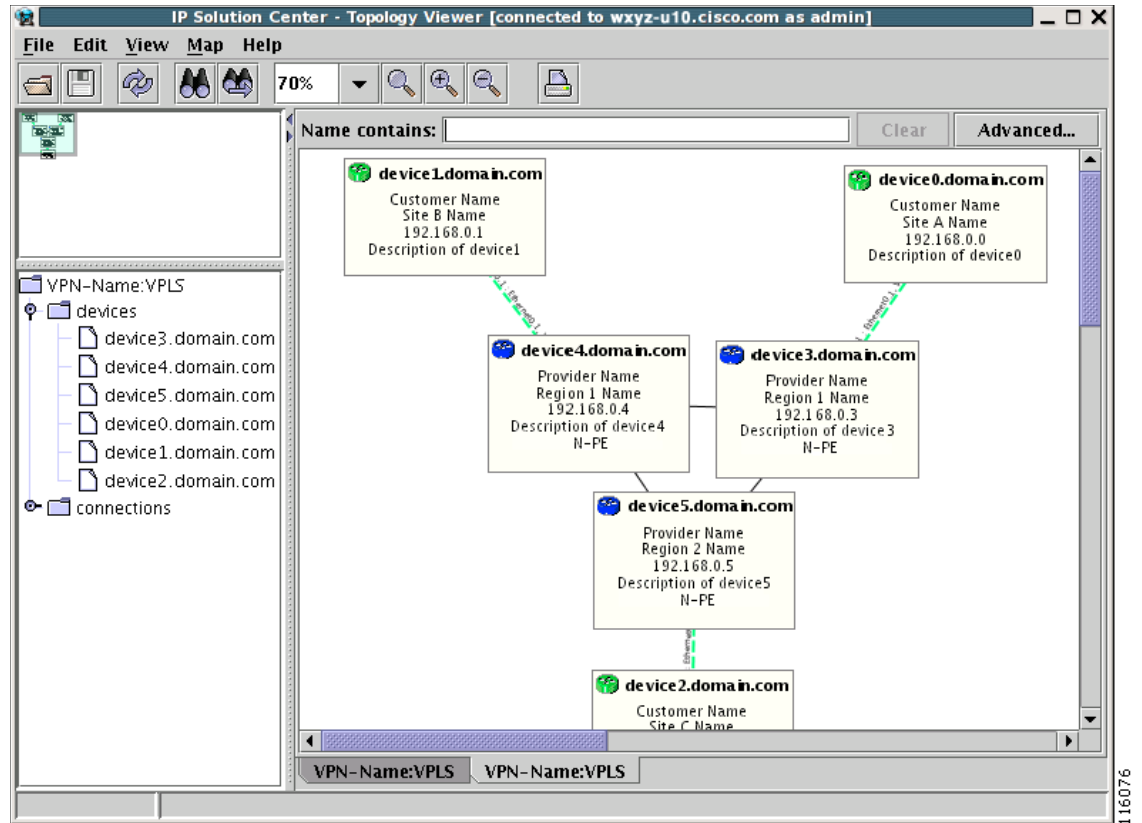 IP Solution Center - Topology Viewer [connected to wxyz-u10.cisco.com as admin]
File Edit View Map Help
70%
Name contains:
Clear
Advanced...
VPN-Name:VPLS
devices
device3.domain.com
device4.domain.com
device5.domain.com
device0.domain.com
device1.domain.com
device2.domain.com
connections
device1.domain.com
Customer Name
Site B Name
192.168.0.1
Description of device1
device0.domain.com
Customer Name
Site A Name
192.168.0.0
Description of device0
device4.domain.com
Provider Name
Region 1 Name
192.168.0.4
Description of device4
N-PE
device3.domain.com
Provider Name
Region 1 Name
192.168.0.3
Description of device3
N-PE
device5.domain.com
Provider Name
Region 2 Name
192.168.0.5
Description of device5
N-PE
device2.domain.com
Customer Name
Site C Name
VPN-Name:VPLS
VPN-Name:VPLS
116076